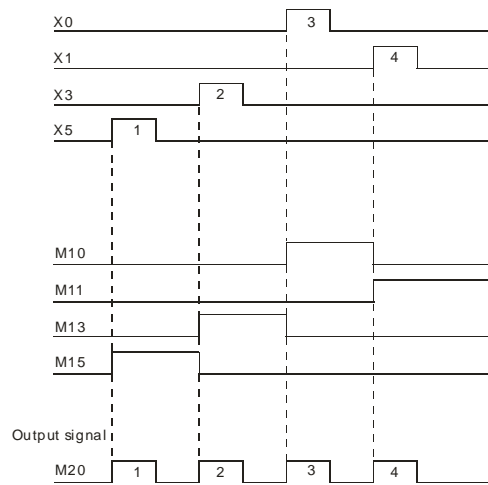 X0 3
X1 4
X3 2
X5 1
M10
M11
M13
M15
Output signal
M20 1 2 3 4